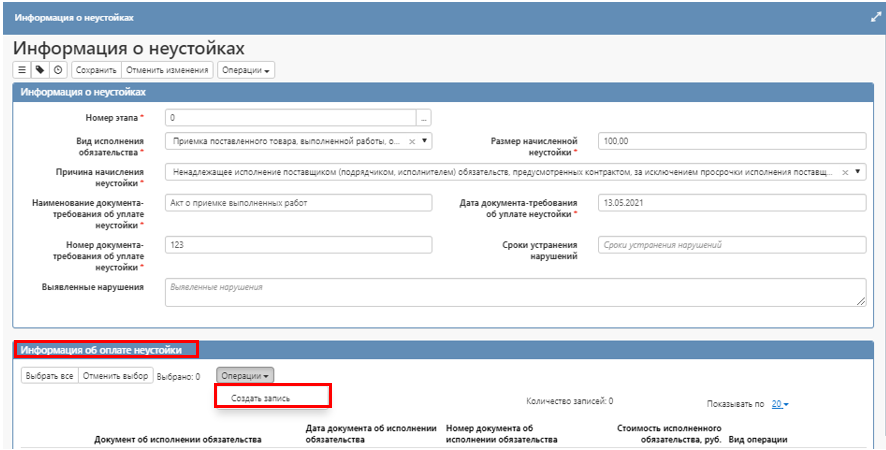 Информация о неустойках
Информация о неустойках
Сохранить Отменить изменения Операции
Информация о неустойках
Номер этапа * 0 ...
Вид исполнения обязательства * Приемка поставленного товара, выполненной работы, о... × Размер начисленной неустойки * 100,00
Причина начисления неустойки * Ненадлежащее исполнение поставщиком (подрядчиком, исполнителем) обязательств, предусмотренных контрактом, за исключением просрочки исполнения поставщ... ×
Наименование документа-требования об уплате неустойки * Акт о приемке выполненных работ Дата документа-требования об уплате неустойки * 13.05.2021
Номер документа-требования об уплате неустойки * 123 Сроки устранения нарушений Сроки устранения нарушений
Выявленные нарушения Выявленные нарушения
Информация об оплате неустойки
Выбрать все Отменить выбор Выбрано: 0 Операции
Создать запись
Количество записей: 0 Показывать по 20
Документ об исполнении обязательства Дата документа об исполнении обязательства Номер документа об исполнении обязательства Стоимость исполненного обязательства, руб. Вид операции